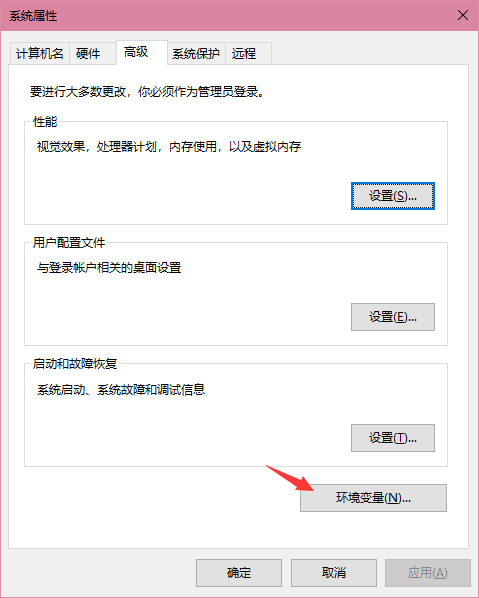 系统属性
计算机名 硬件 高级 系统保护 远程
要进行大多数更改，你必须作为管理员登录。
性能
视觉效果，处理器计划，内存使用，以及虚拟内存
设置(S)...
用户配置文件
与登录帐户相关的桌面设置
设置(E)...
启动和故障恢复
系统启动、系统故障和调试信息
设置(T)...
环境变量(N)...
确定 取消 应用(A)